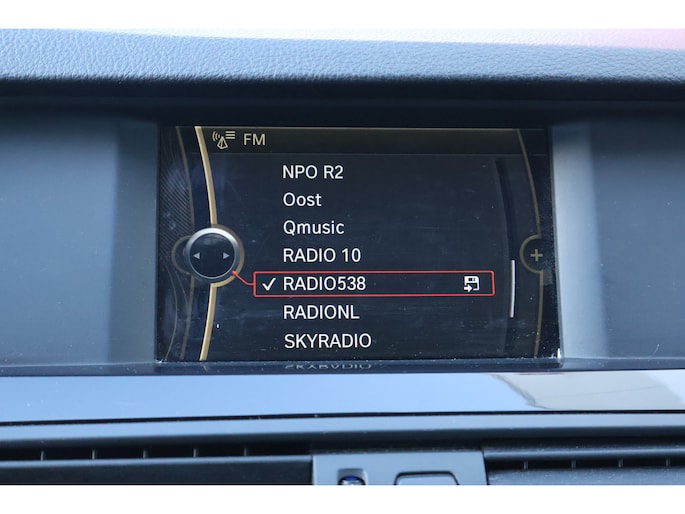 FM
NPO R2
Oost
Qmusic
RADIO 10
✓ RADIO538
RADIONL
SKYRADIO